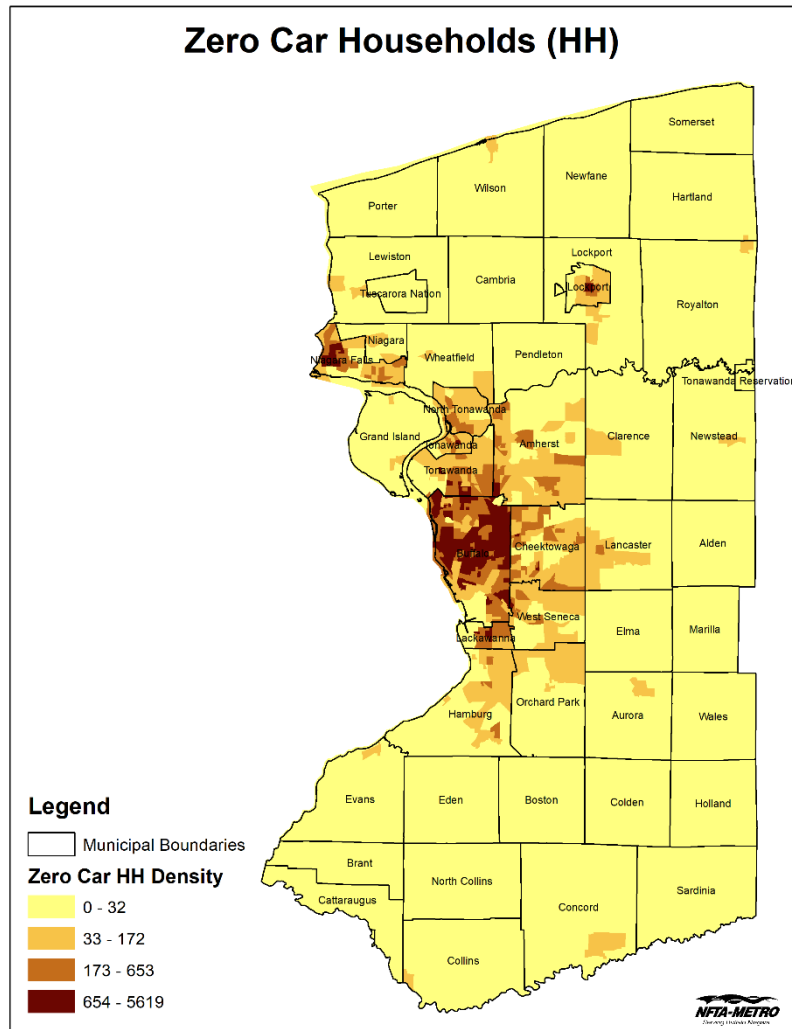 Zero Car Households (HH)
Somerset
Newfane
Wilson
Hartland
Porter
Lewiston
Lockport
Cambria
Lockport
Tuscarora Nation
Royalton
Niagara
Niagara Falls
Wheatfield
Pendleton
Tonawanda Reservation
North Tonawanda
Grand Island
Tonawanda
Amherst
Clarence
Newstead
Tonawanda
Buffalo
Cheektowaga
Lancaster
Alden
West Seneca
Elma
Marilla
Lackawanna
Orchard Park
Hamburg
Aurora
Wales
Evans
Eden
Boston
Colden
Holland
Brant
North Collins
Sardinia
Cattaraugus
Concord
Collins
Legend
Municipal Boundaries
Zero Car HH Density
0 - 32
33 - 172
173 - 653
654 - 5619
NFTA-METRO